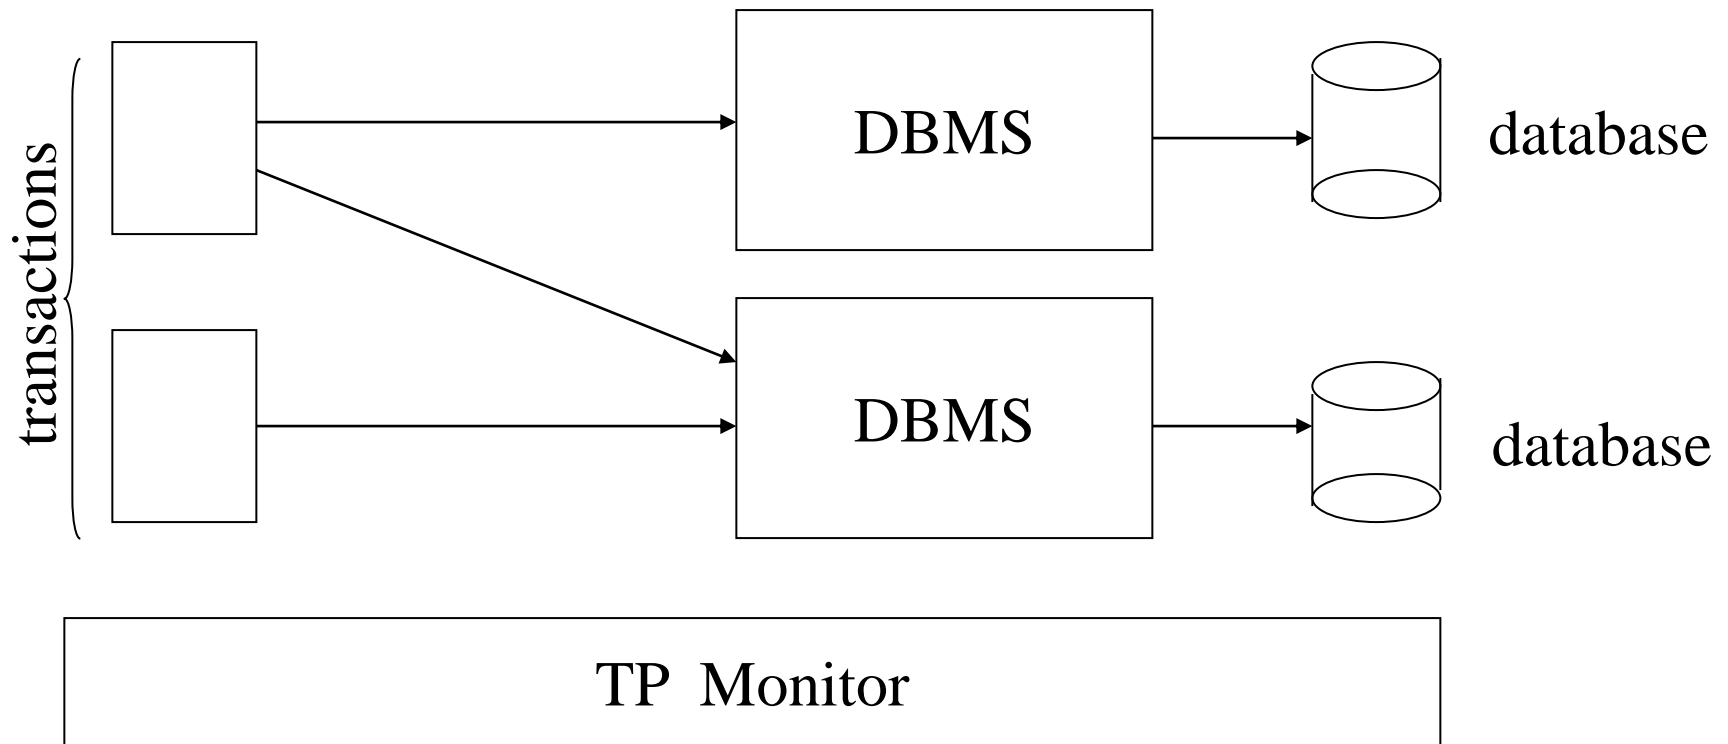 transactions
DBMS
database
DBMS
database
TP Monitor